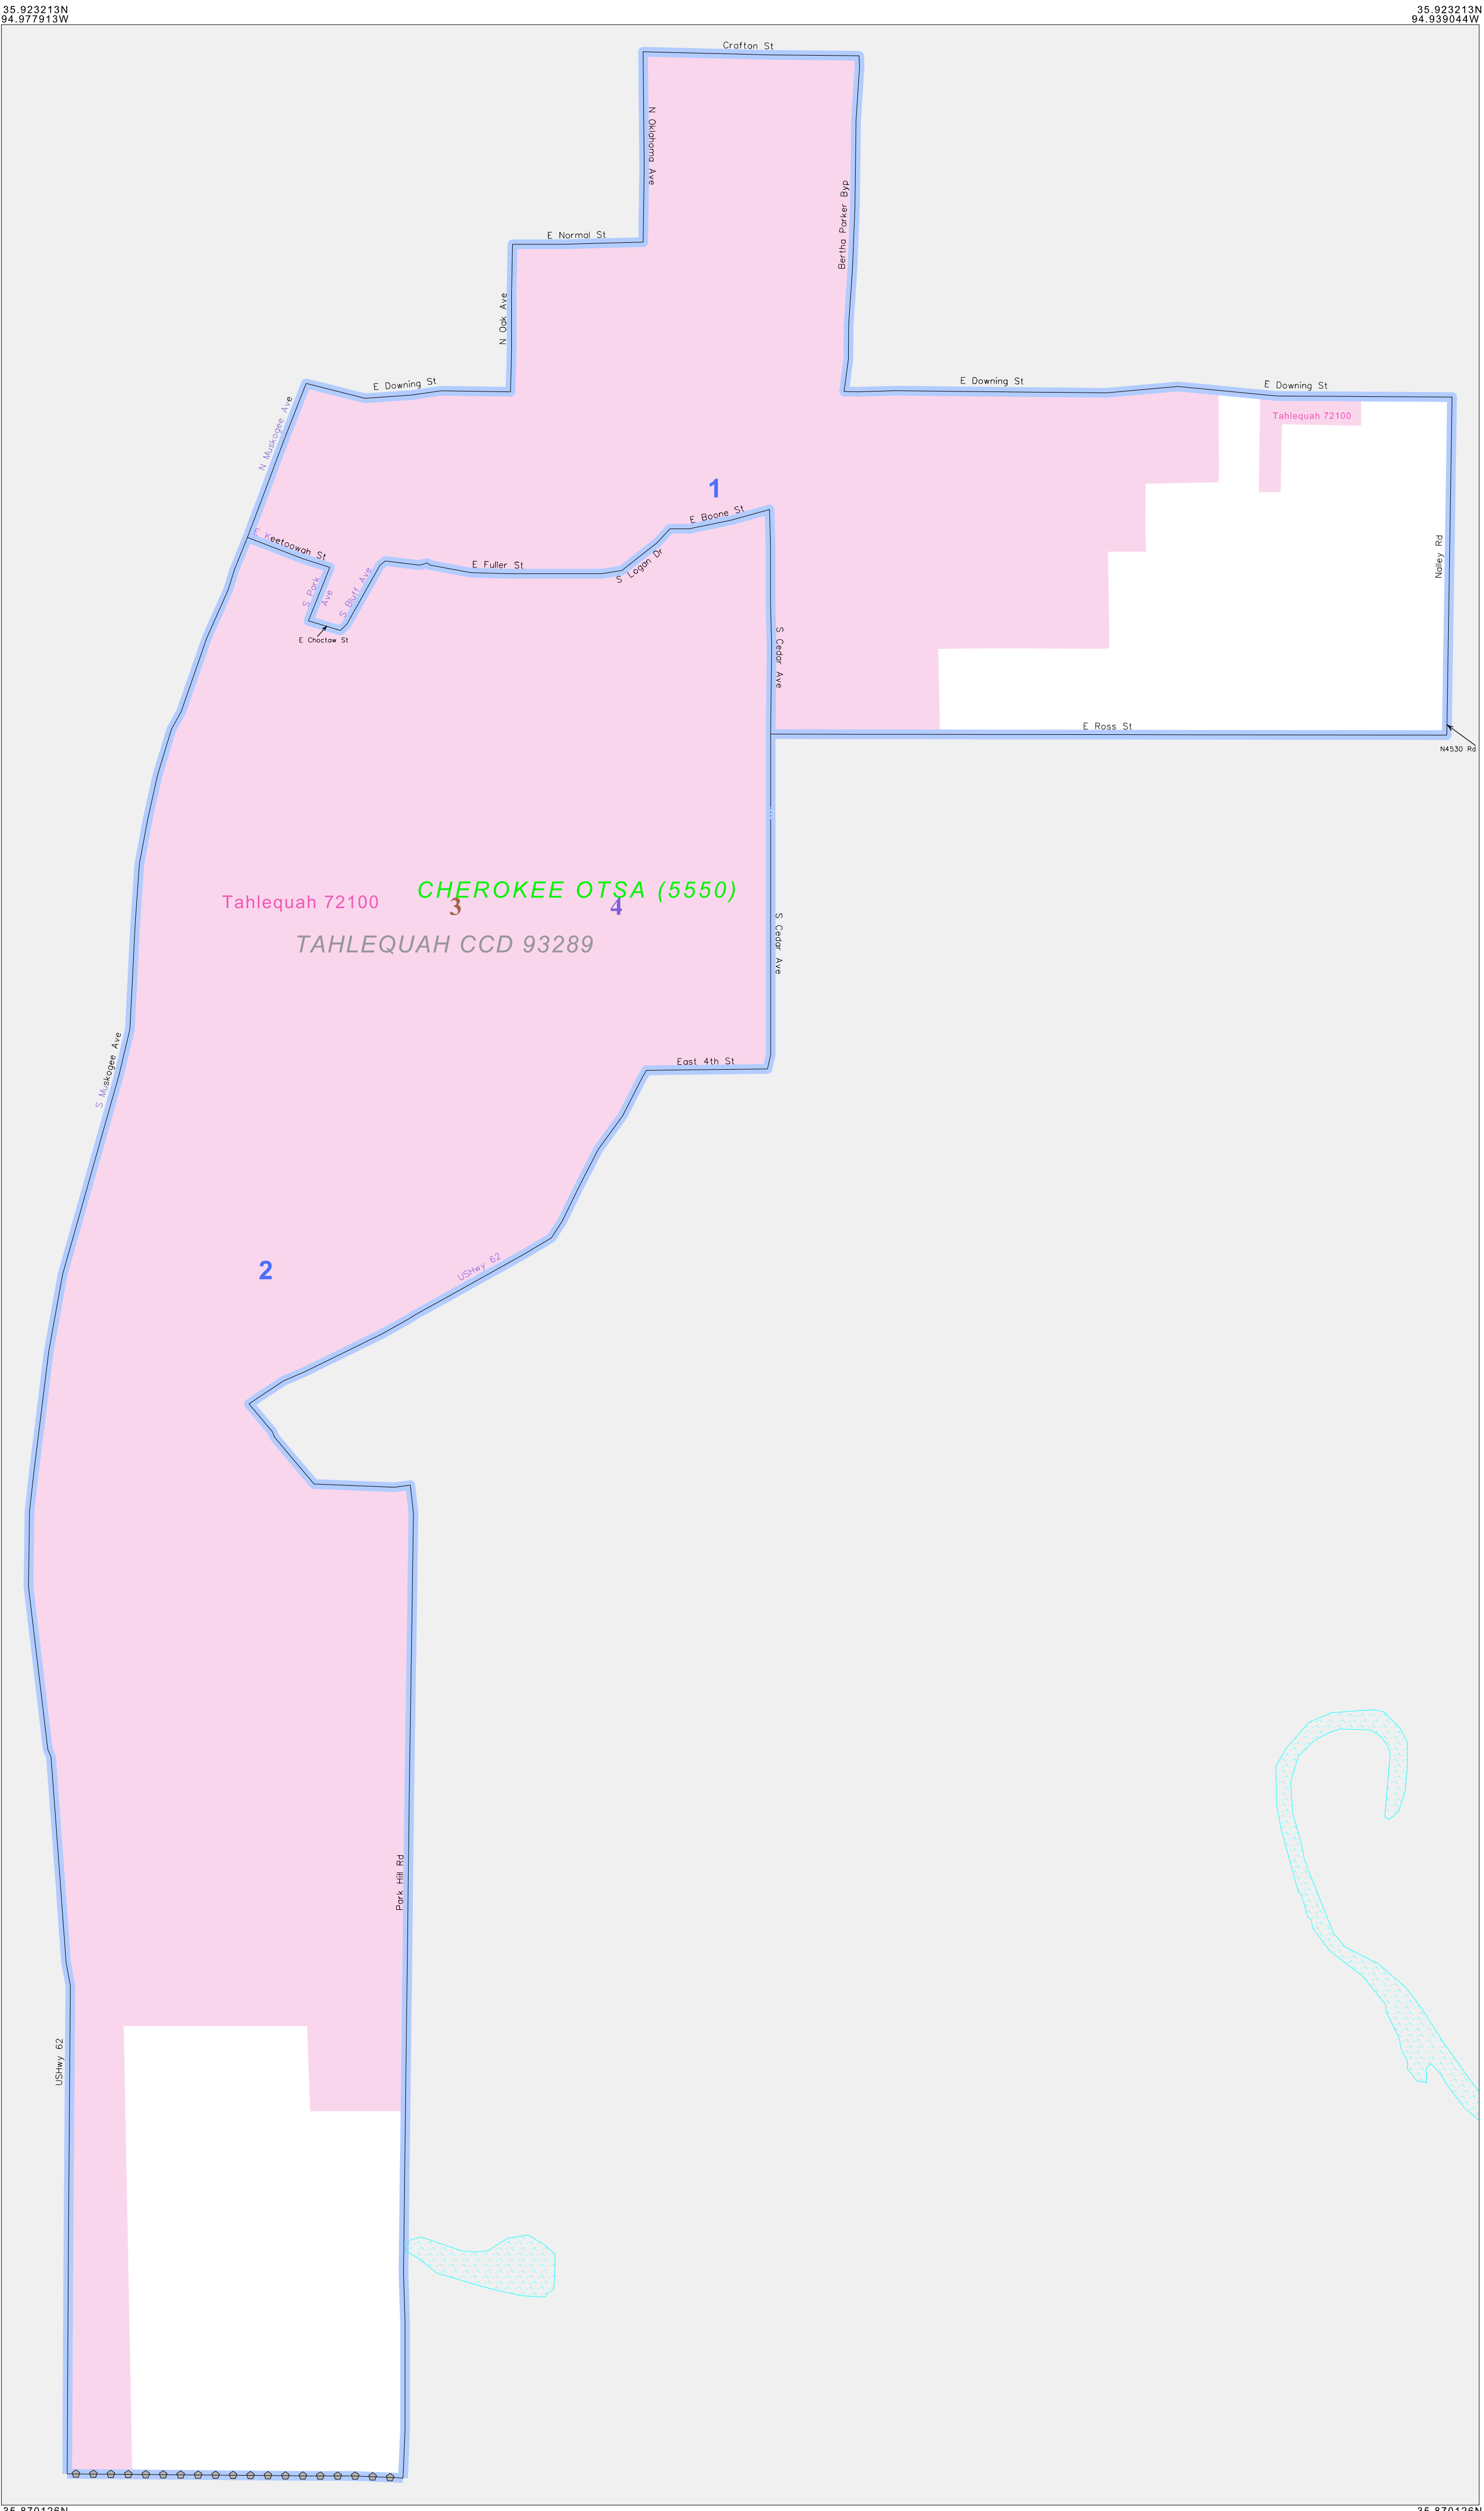 35.923213N
94.977913W
35.923213N
94.939044W
Crafton St
N Oklahoma Ave
Bertha Parker Byp
E Normal St
N Oak Ave
E Downing St
E Downing St
E Downing St
N Muskogee Ave
Tahlequah 72100
1
E Boone St
E Keetoowah St
S Logan Dr
E Fuller St
S Park
Ave
S Bluff Ave
E Choctaw St
Nalley Rd
S Cedar Ave
E Ross St
N4530 Rd
CHEROKEE OTSA (5550)
Tahlequah 72100
3
4
TAHLEQUAH CCD 93289
S Cedar Ave
S Muskogee Ave
East 4th St
2
USHwy 62
Park Hill Rd
USHwy 62
35.870126N
35.870126N